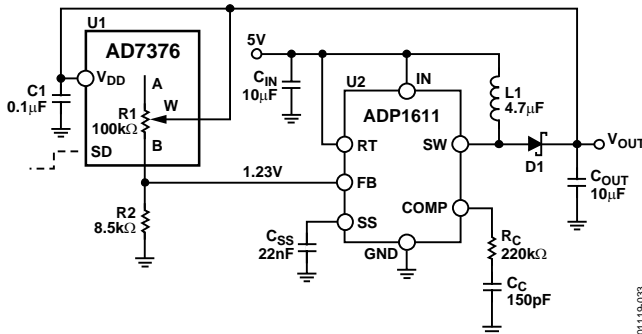 U1
AD7376
VDD
A
C1
0.1µF
R1
100kΩ
W
B
SD
R2
8.5kΩ
1.23V
5V
CIN
10µF
U2
IN
ADP1611
L1
4.7µF
RT
SW
VOUT
D1
FB
COMP
COUT
10µF
SS
CSS
22nF
GND
RC
220kΩ
CC
150pF
01119-033